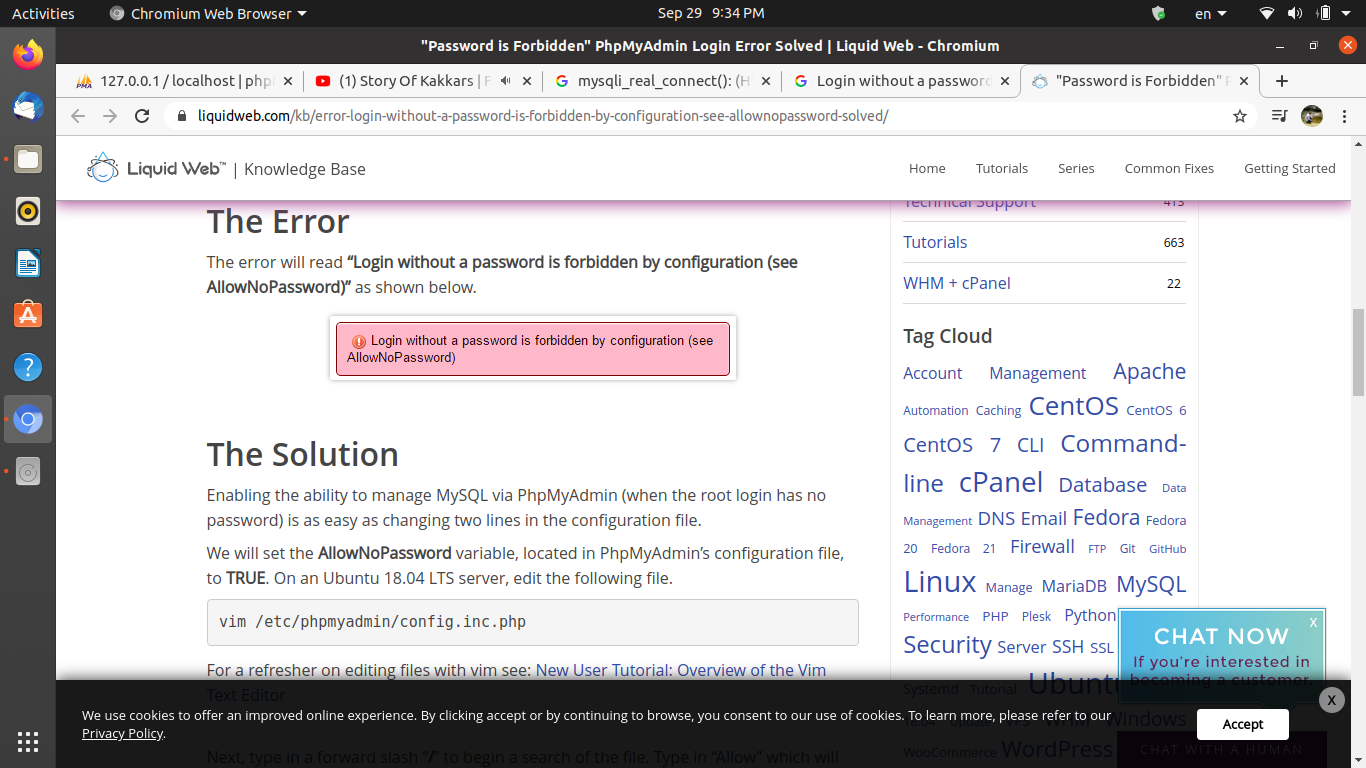 Activities
Chromium Web Browser
Sep 29 9:34 PM
en
"Password is Forbidden" PhpMyAdmin Login Error Solved | Liquid Web - Chromium
127.0.0.1 / localhost | php
(1) Story Of Kakkars | F
mysqli_real_connect(): (H
Login without a password
"Password is Forbidden" P
liquidweb.com/kb/error-login-without-a-password-is-forbidden-by-configuration-see-allownopassword-solved/
Liquid Web™ | Knowledge Base
Home
Tutorials
Series
Common Fixes
Getting Started
The Error
The error will read “Login without a password is forbidden by configuration (see
AllowNoPassword)” as shown below.
Login without a password is forbidden by configuration (see
AllowNoPassword)
The Solution
Enabling the ability to manage MySQL via PhpMyAdmin (when the root login has no
password) is as easy as changing two lines in the configuration file.
We will set the AllowNoPassword variable, located in PhpMyAdmin’s configuration file,
to TRUE. On an Ubuntu 18.04 LTS server, edit the following file.
vim /etc/phpmyadmin/config.inc.php
For a refresher on editing files with vim see: New User Tutorial: Overview of the Vim
Text Editor
Next, type in a forward slash “/” to begin a search of the file. Type in “Allow” which will
Technical Support 413
Tutorials 663
WHM + cPanel 22
Tag Cloud
Account Management Apache
Automation Caching CentOS CentOS 6
CentOS 7 CLI Command-
line cPanel Database Data
Management DNS Email Fedora Fedora
20 Fedora 21 Firewall FTP Git GitHub
Linux Manage MariaDB MySQL
Performance PHP Plesk Python
Security Server SSH SSL
Systemd Tutorial Ubuntu
Windows
WooCommerce WordPress
X
CHAT NOW
If you're interested in
becoming a customer.
CHAT WITH A HUMAN
We use cookies to offer an improved online experience. By clicking accept or by continuing to browse, you consent to our use of cookies. To learn more, please refer to our
Privacy Policy.
Accept
X